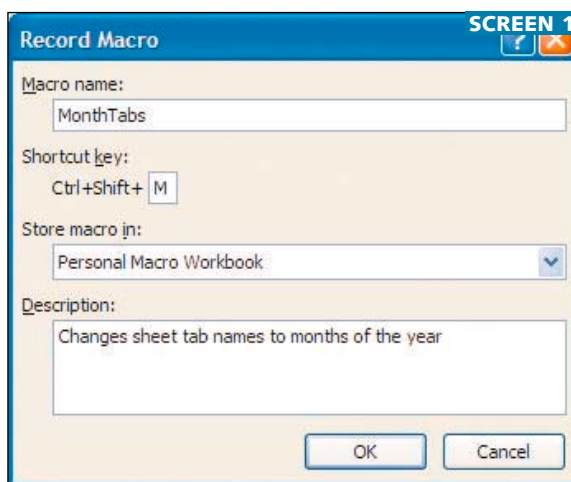 SCREEN 1
Record Macro
Macro name:
MonthTabs
Shortcut key:
Ctrl+Shift+ M
Store macro in:
Personal Macro Workbook
Description:
Changes sheet tab names to months of the year
OK Cancel